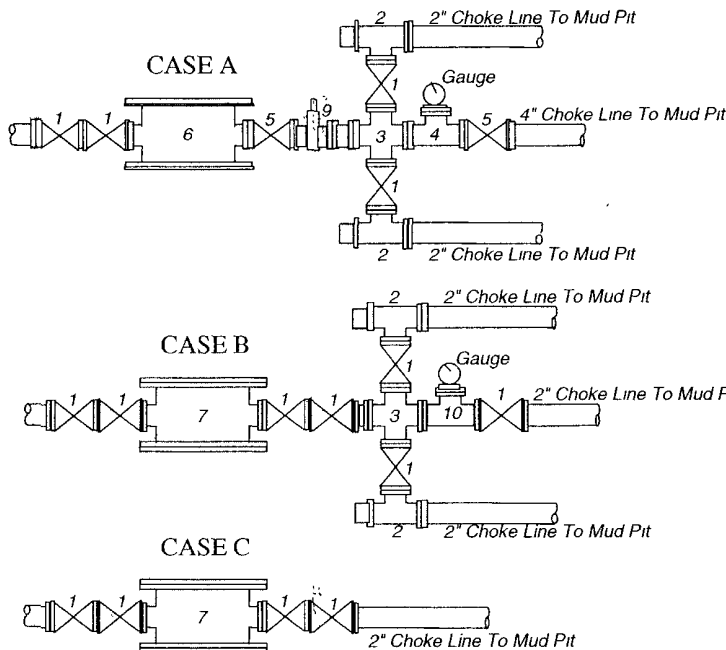 2
2" Choke Line To Mud Pit
CASE A
1
Gauge
1
1
6
5
9
3
4
5
4" Choke Line To Mud Pit
1
2
2" Choke Line To Mud Pit
2
2" Choke Line To Mud Pit
CASE B
1
Gauge
1
1
7
1
1
3
10
1
2" Choke Line To Mud P
1
2
2" Choke Line To Mud Pit
CASE C
1
1
7
1
1
2" Choke Line To Mud Pit